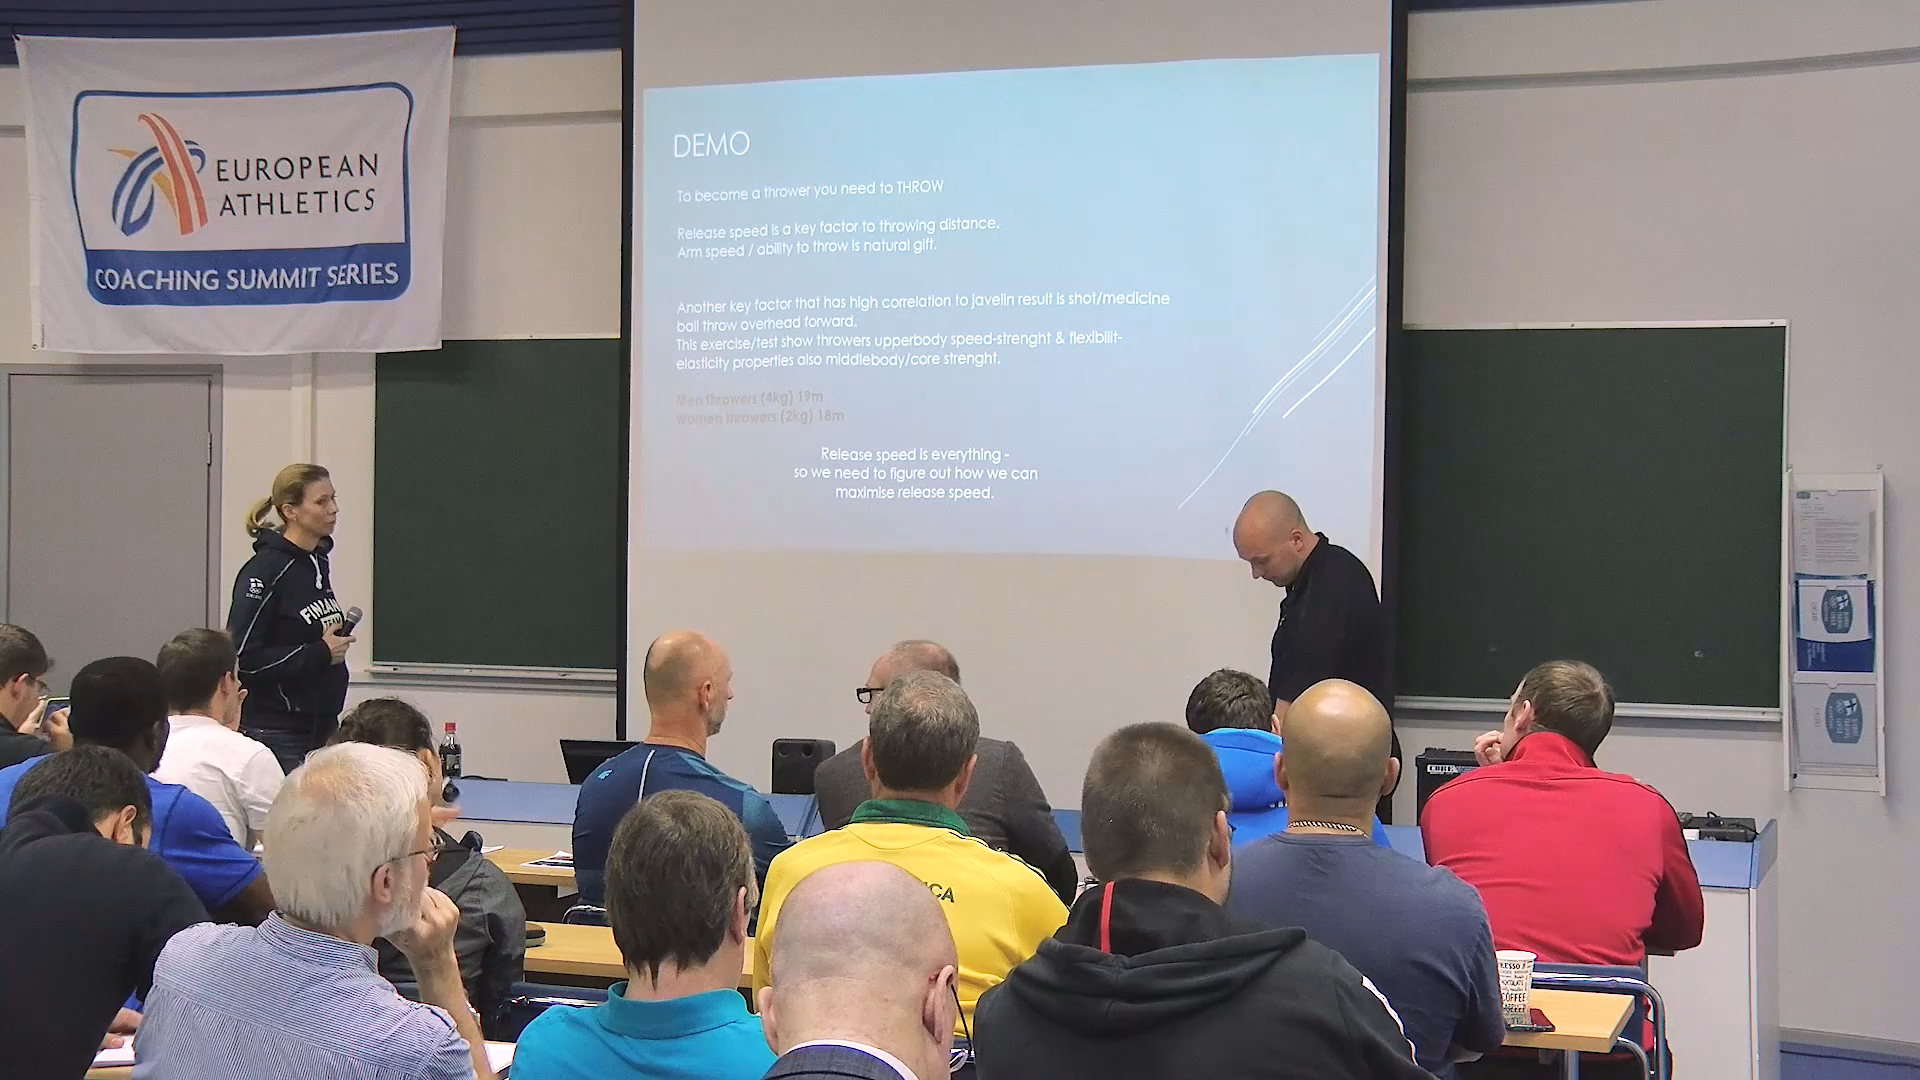 EUROPEAN
ATHLETICS
COACHING SUMMIT SERIES
DEMO
To become a thrower you need to THROW
Release speed is a key factor to throwing distance.
Arm speed / ability to throw is natural gift.
Another key factor that has high correlation to javelin result is shot/medicine
ball throw overhead forward.
This exercise/test show throwers upperbody speed-strenght & flexibilit-
elasticity properties also middlebody/core strenght.
Men throwers (4kg) 19m
Women throwers (2kg) 18m
Release speed is everything -
so we need to figure out how we can
maximise release speed.
FINLAND
TEAM
CUBE
COFFEE